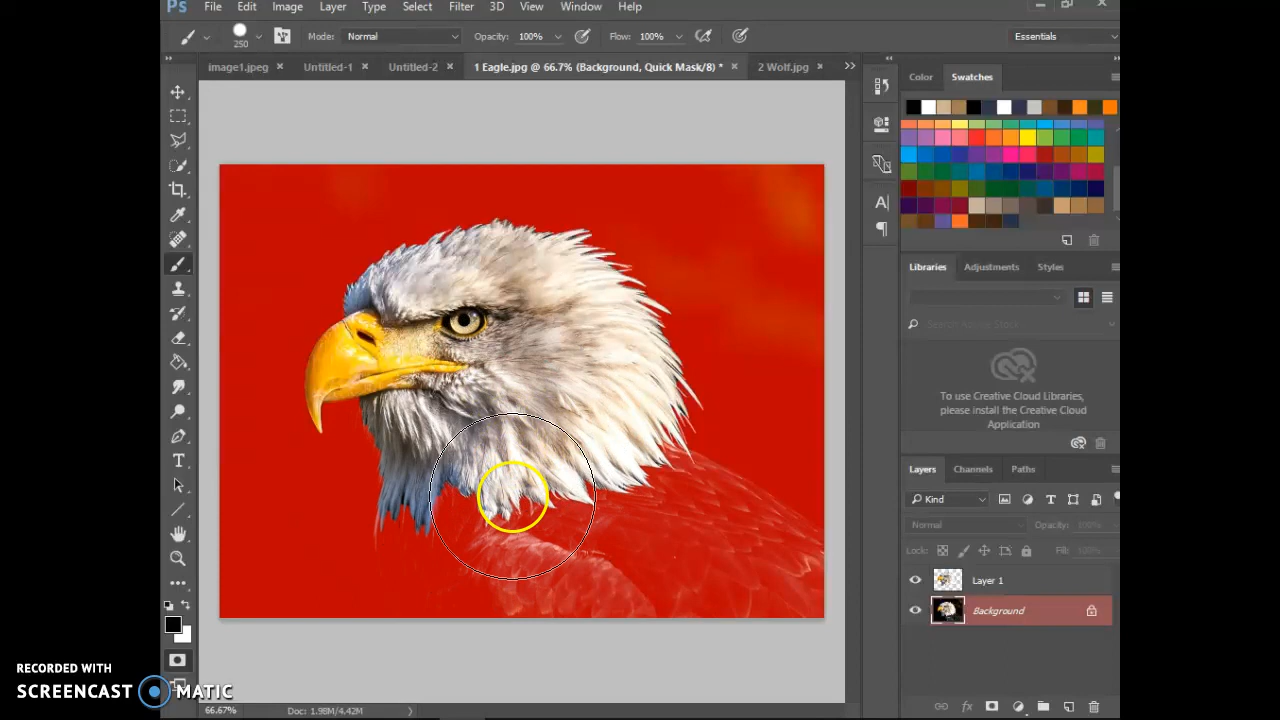 Ps File Edit Image Layer Type Select Filter 3D View Window Help
250 Mode: Normal Opacity: 100% Flow: 100% Essentials
image1.jpeg × Untitled-1 × Untitled-2 × 1 Eagle.jpg @ 66.7% (Background, Quick Mask/8) * × 2 Wolf.jpg ×
Color Swatches
Libraries Adjustments Styles
To use Creative Cloud Libraries,
please install the Creative Cloud
Application
Layers Channels Paths
Kind
Normal Opacity: 100%
Lock: Fill: 100%
Layer 1
Background
RECORDED WITH
SCREENCAST MATIC
66.67% Doc: 1.98M/4.42M